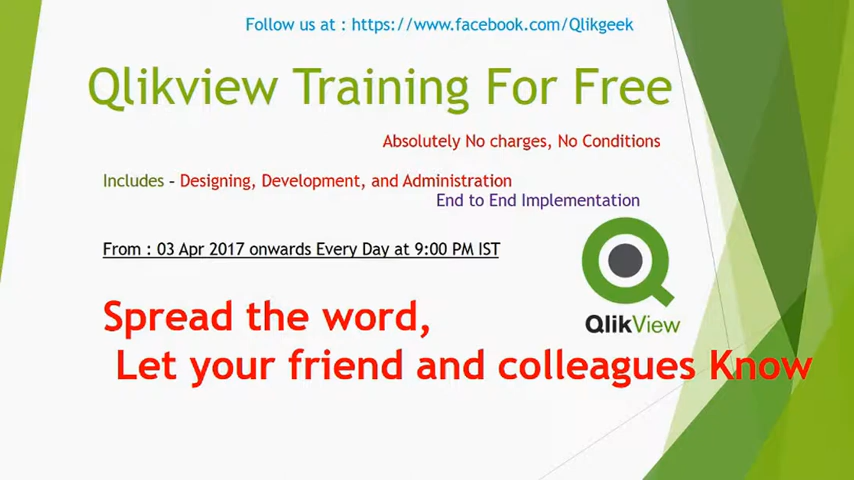 Follow us at : https://www.facebook.com/Qlikgeek
Qlikview Training For Free
Absolutely No charges, No Conditions
Includes – Designing, Development, and Administration
End to End Implementation
From : 03 Apr 2017 onwards Every Day at 9:00 PM IST
QlikView
Spread the word,
Let your friend and colleagues Know